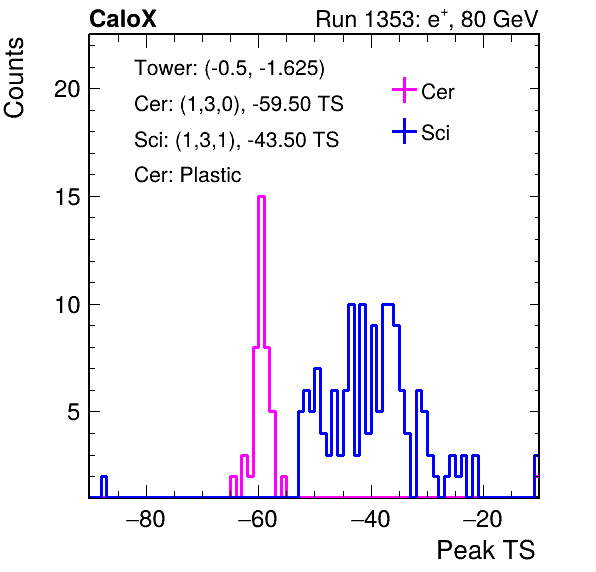 CaloX Run 1353: e⁺, 80 GeV
Counts
Tower: (-0.5, -1.625)
Cer: (1,3,0), -59.50 TS
Sci: (1,3,1), -43.50 TS
Cer: Plastic
Cer
Sci
20
15
10
5
−80 −60 −40 −20
Peak TS